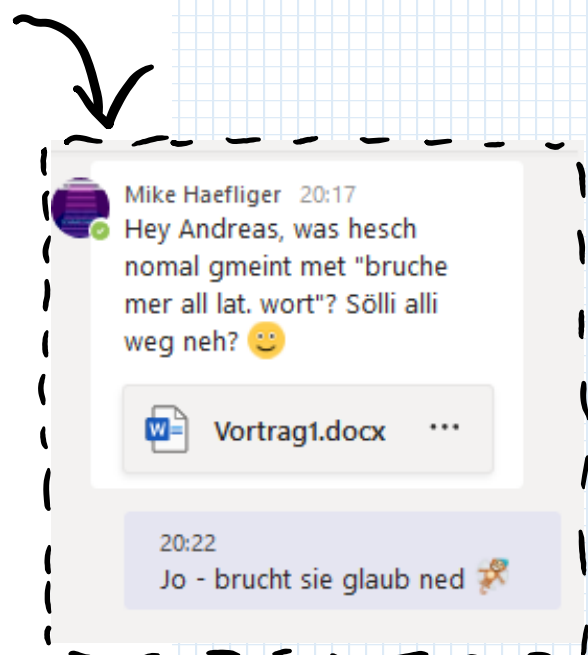 Mike Haefliger 20:17
Hey Andreas, was hesch
nomal gmeint met "bruche
mer all lat. wort"? Sölli alli
weg neh? 🙂
W Vortrag1.docx ...
20:22
Jo - brucht sie glaub ned